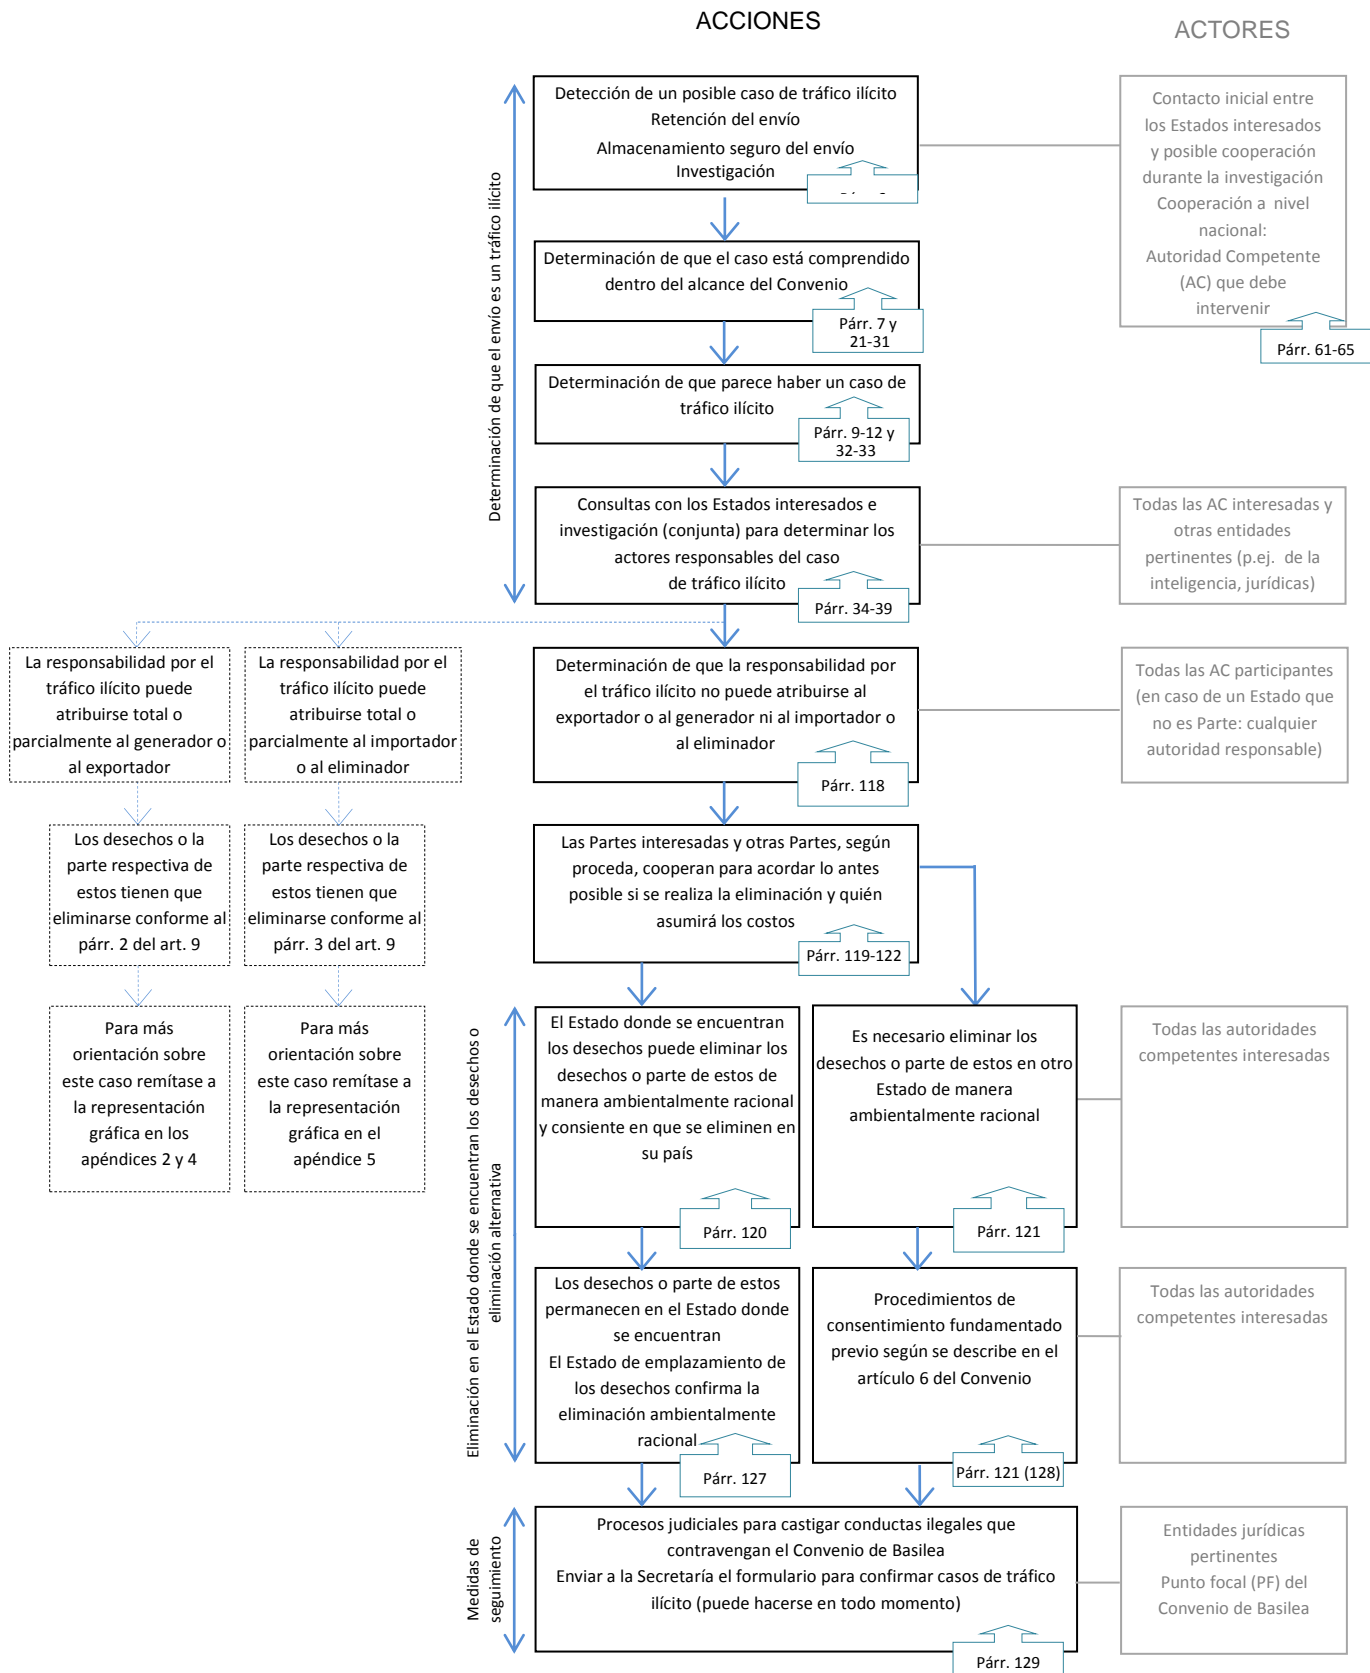 ACCIONES
ACTORES
Determinación de que el envío es un tráfico ilícito
Detección de un posible caso de tráfico ilícito
Retención del envío
Almacenamiento seguro del envío
Investigación
Contacto inicial entre
los Estados interesados
y posible cooperación
durante la investigación
Cooperación a nivel
nacional:
Autoridad Competente
(AC) que debe
intervenir
Párr. 61-65
Determinación de que el caso está comprendido
dentro del alcance del Convenio
Párr. 7 y
21-31
Determinación de que parece haber un caso de
tráfico ilícito
Párr. 9-12 y
32-33
Consultas con los Estados interesados e
investigación (conjunta) para determinar los
actores responsables del caso
de tráfico ilícito
Párr. 34-39
Todas las AC interesadas y
otras entidades
pertinentes (p.ej. de la
inteligencia, jurídicas)
La responsabilidad por el
tráfico ilícito puede
atribuirse total o
parcialmente al generador o
al exportador
La responsabilidad por el
tráfico ilícito puede
atribuirse total o
parcialmente al importador
o al eliminador
Determinación de que la responsabilidad por
el tráfico ilícito no puede atribuirse al
exportador o al generador ni al importador o
al eliminador
Párr. 118
Todas las AC participantes
(en caso de un Estado que
no es Parte: cualquier
autoridad responsable)
Los desechos o la
parte respectiva de
estos tienen que
eliminarse conforme al
párr. 2 del art. 9
Los desechos o la
parte respectiva de
estos tienen que
eliminarse conforme al
párr. 3 del art. 9
Las Partes interesadas y otras Partes, según
proceda, cooperan para acordar lo antes
posible si se realiza la eliminación y quién
asumirá los costos
Párr. 119-122
Para más
orientación sobre
este caso remítase a
la representación
gráfica en los
apéndices 2 y 4
Para más
orientación sobre
este caso remítase a
la representación
gráfica en el
apéndice 5
Eliminación en el Estado donde se encuentran los desechos o
eliminación alternativa
El Estado donde se encuentran
los desechos puede eliminar los
desechos o parte de estos de
manera ambientalmente racional
y consiente en que se eliminen en
su país
Párr. 120
Es necesario eliminar los
desechos o parte de estos en otro
Estado de manera
ambientalmente racional
Párr. 121
Todas las autoridades
competentes interesadas
Los desechos o parte de estos
permanecen en el Estado donde
se encuentran
El Estado de emplazamiento de
los desechos confirma la
eliminación ambientalmente
racional
Párr. 127
Procedimientos de
consentimiento fundamentado
previo según se describe en el
artículo 6 del Convenio
Párr. 121 (128)
Todas las autoridades
competentes interesadas
Medidas de
seguimiento
Procesos judiciales para castigar conductas ilegales que
contravengan el Convenio de Basilea
Enviar a la Secretaría el formulario para confirmar casos de tráfico
ilícito (puede hacerse en todo momento)
Párr. 129
Entidades jurídicas
pertinentes
Punto focal (PF) del
Convenio de Basilea